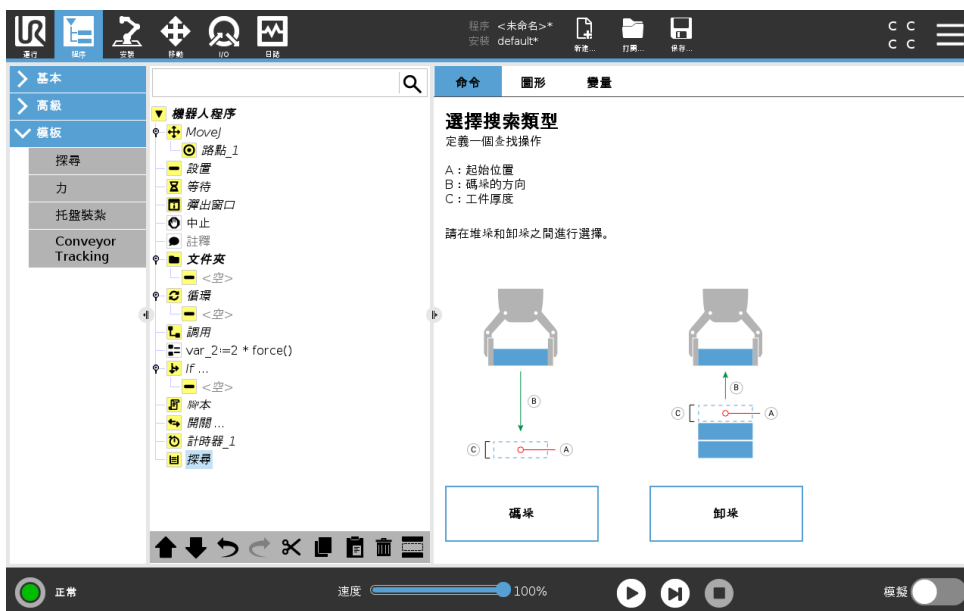 運行
程序
安裝
移動
I/O
日誌
程序 <未命名>*
安裝 default*
新建...
打開...
保存...
C C
C C
基本
高級
模板
探尋
力
托盤裝紮
Conveyor
Tracking
機器人程序
MoveJ
路點_1
設置
等待
彈出窗口
中止
註釋
文件夾
<空>
循環
<空>
調用
var_2:=2 * force()
If ...
<空>
腳本
開關 ...
計時器_1
探尋
命令
圖形
變量
選擇搜索類型
定義一個查找操作
A：起始位置
B：碼垛的方向
C：工件厚度
請在堆垛和卸垛之間進行選擇。
B
C
A
B
C
A
碼垛
卸垛
正常
速度
100%
模擬